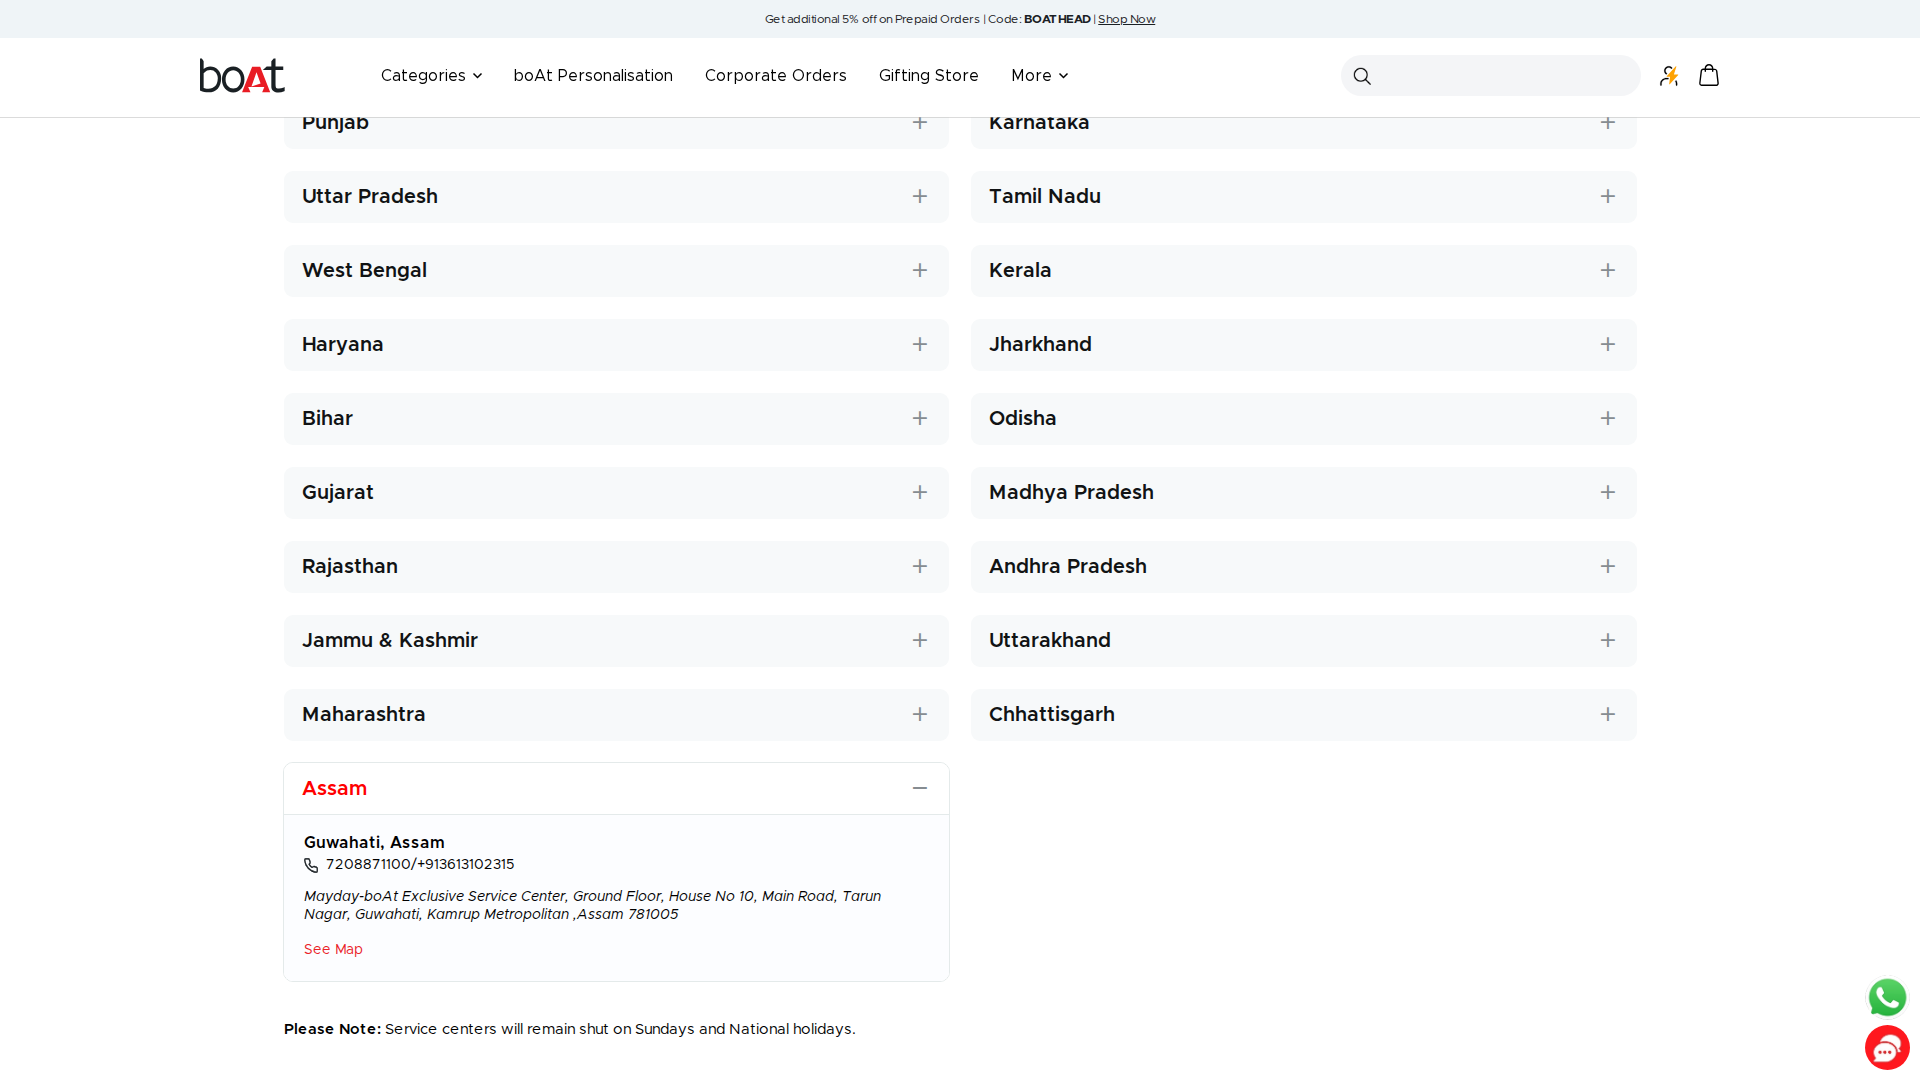 Get additional 5% off on Prepaid Orders | Code: BOATHEAD | Shop Now
boAt
Categories
boAt Personalisation
Corporate Orders
Gifting Store
More
Punjab
Karnataka
Uttar Pradesh
Tamil Nadu
West Bengal
Kerala
Haryana
Jharkhand
Bihar
Odisha
Gujarat
Madhya Pradesh
Rajasthan
Andhra Pradesh
Jammu & Kashmir
Uttarakhand
Maharashtra
Chhattisgarh
Assam
Guwahati, Assam
7208871100/+913613102315
Mayday-boAt Exclusive Service Center, Ground Floor, House No 10, Main Road, Tarun
Nagar, Guwahati, Kamrup Metropolitan ,Assam 781005
See Map
Please Note: Service centers will remain shut on Sundays and National holidays.